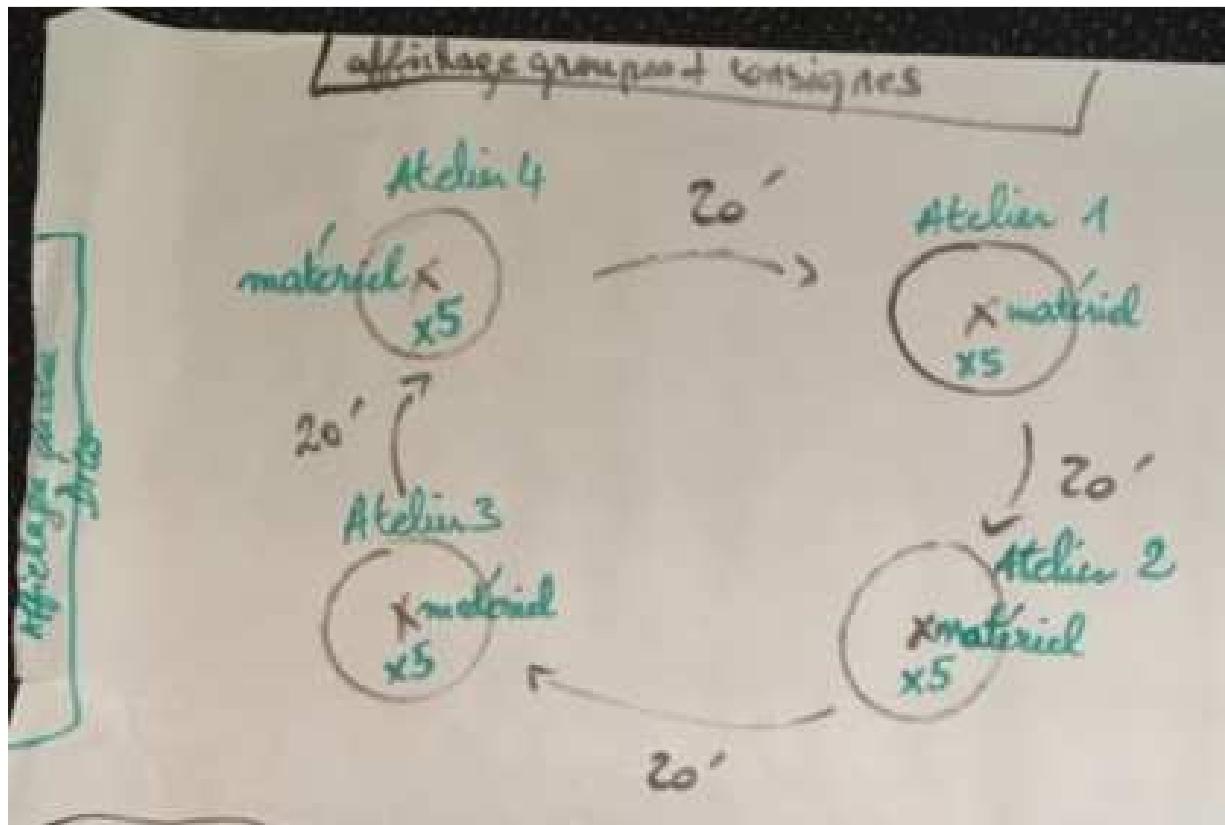 affichage groupes + consignes
Atelier 4
20'
Atelier 1
matériel x
x5
x matériel
x5
20'
20'
Atelier 3
Atelier 2
x matériel
x5
x matériel
x5
20'
Affichage